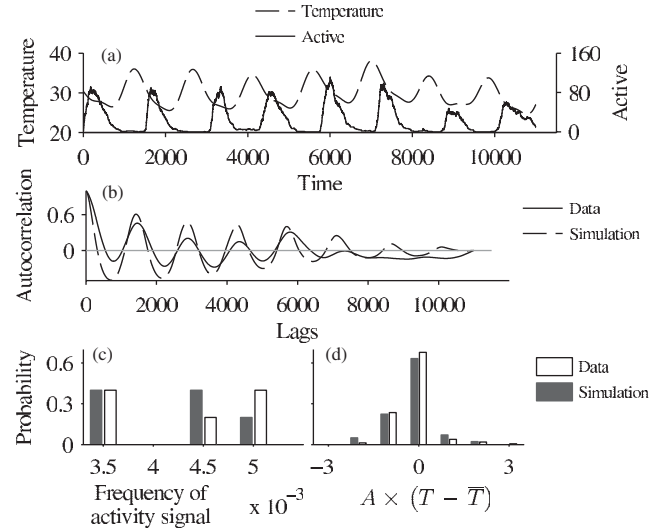 Temperature
Active
(a)
Temperature
40
30
20
160
80
0
Active
0 2000 4000 6000 8000 10000
Time
(b)
Autocorrelation
0.6
0
Data
Simulation
0 2000 4000 6000 8000 10000
Lags
(c)
(d)
Probability
0.6
0.3
0
Data
Simulation
3.5 4 4.5 5
−3 0 3
Frequency of
activity signal
x 10⁻³
A × (T − T̅)